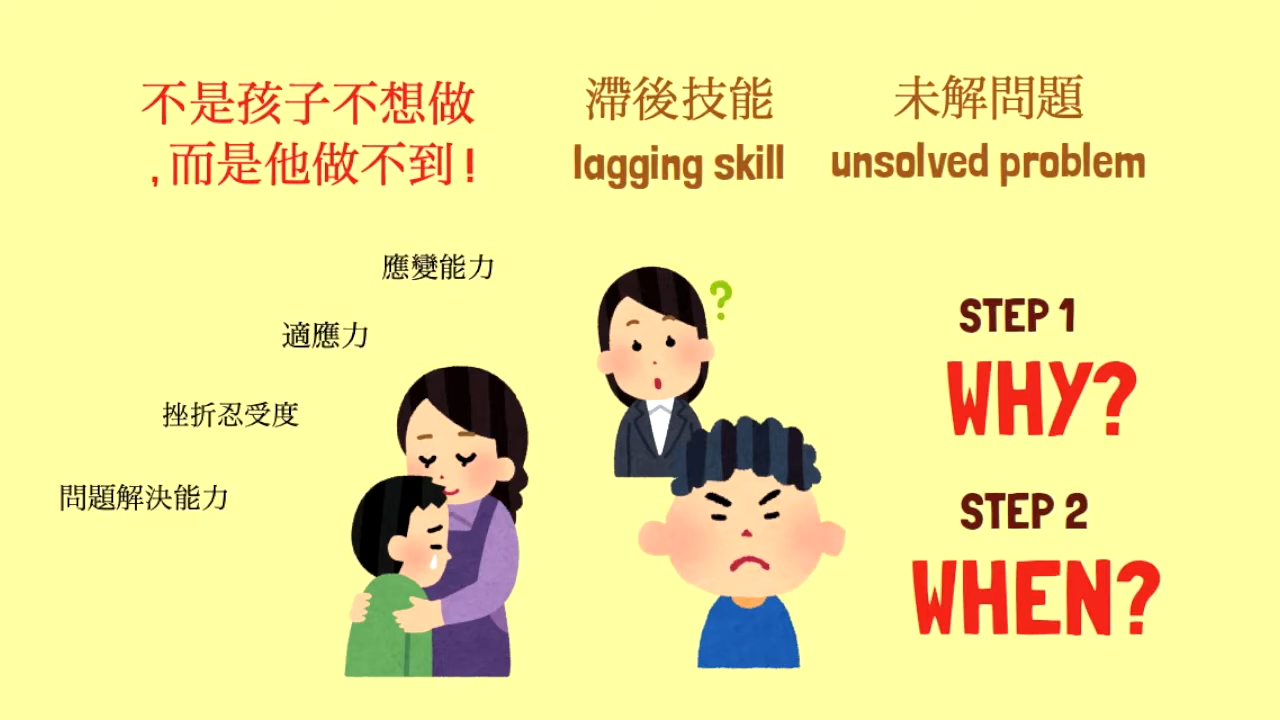 不是孩子不想做
,而是他做不到!
滯後技能
lagging skill
未解問題
unsolved problem
應變能力
適應力
挫折忍受度
問題解決能力
?
STEP 1
WHY?
STEP 2
WHEN?